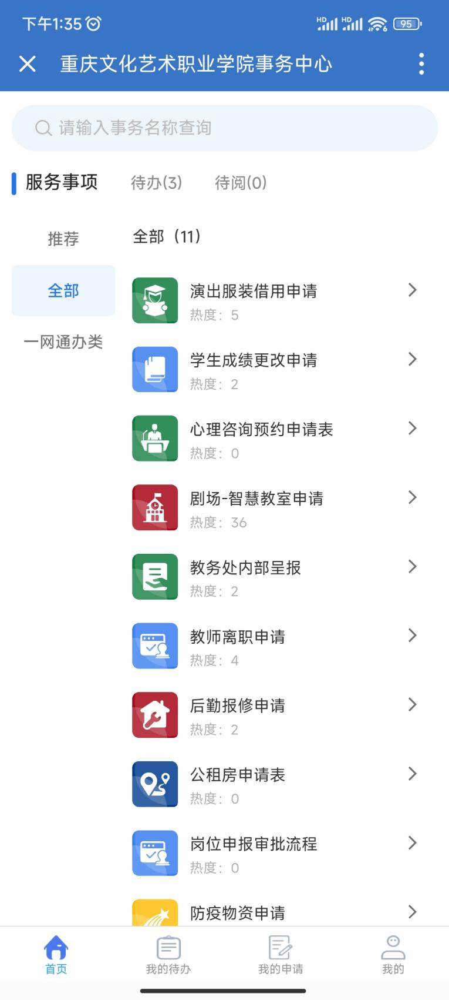 下午1:35
HD HD 6 95
重庆文化艺术职业学院事务中心
请输入事务名称查询
服务事项 待办(3) 待阅(0)
推荐
全部
一网通办类
全部（11）
演出服装借用申请
热度：5
学生成绩更改申请
热度：2
心理咨询预约申请表
热度：0
剧场-智慧教室申请
热度：36
教务处内部呈报
热度：2
教师离职申请
热度：4
后勤报修申请
热度：2
公租房申请表
热度：0
岗位申报审批流程
热度：0
防疫物资申请
首页 我的待办 我的申请 我的